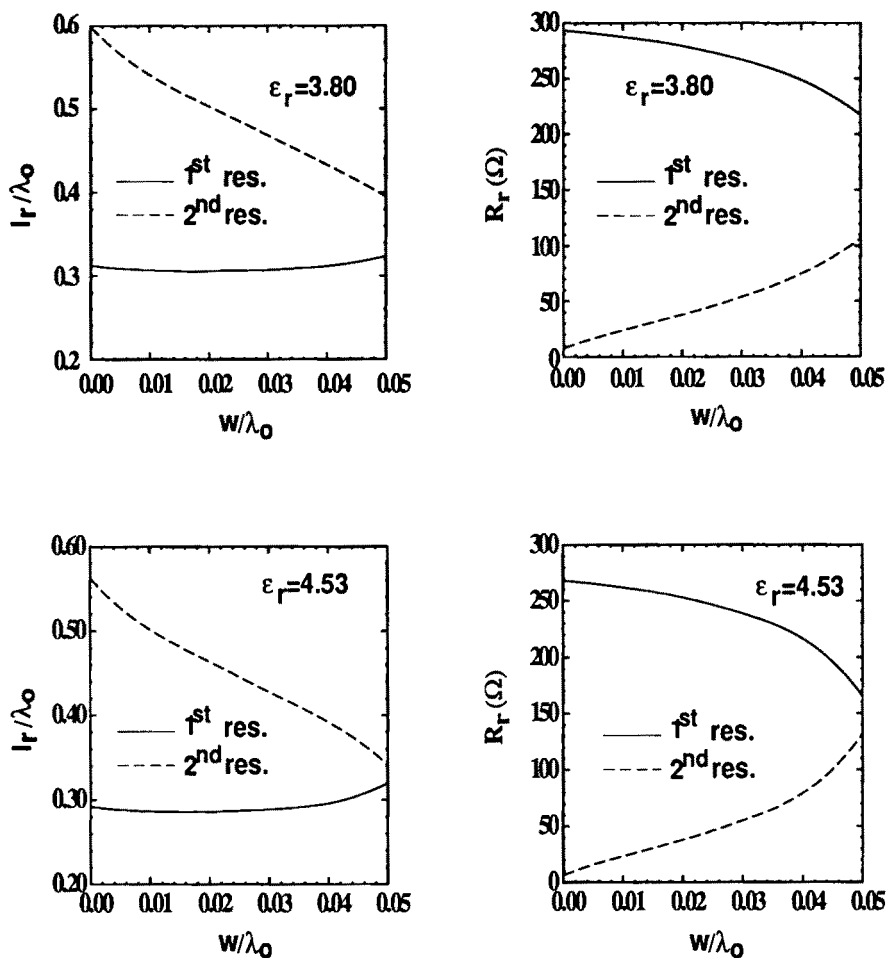 0.6
0.5
0.4
0.3
0.2
0.00 0.01 0.02 0.03 0.04 0.05
lr/λo
w/λo
εr=3.80
1st res.
2nd res.
300
250
200
150
100
50
0
0.00 0.01 0.02 0.03 0.04 0.05
Rr(Ω)
w/λo
εr=3.80
1st res.
2nd res.
0.60
0.50
0.40
0.30
0.20
0.00 0.01 0.02 0.03 0.04 0.05
lr/λo
w/λo
εr=4.53
1st res.
2nd res.
300
250
200
150
100
50
0
0.00 0.01 0.02 0.03 0.04 0.05
Rr(Ω)
w/λo
εr=4.53
1st res.
2nd res.